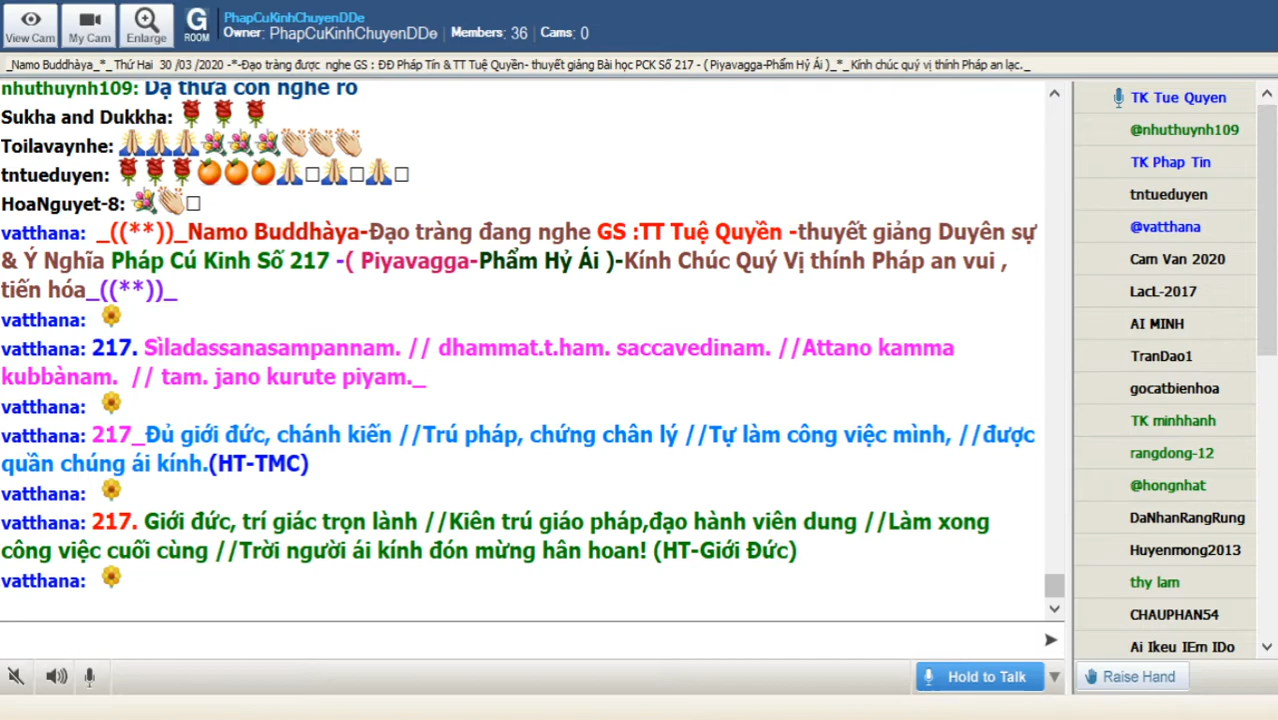 View Cam
My Cam
Enlarge
G
ROOM
PhapCuKinhChuyenDDe
Owner: PhapCuKinhChuyenDDe Members: 36 Cams: 0
_Namo Buddhàya_*_ Thứ Hai 30 /03 /2020 -*-Đạo tràng được nghe GS : ĐĐ Pháp Tín & TT Tuệ Quyền- thuyết giảng Bài học PCK Số 217 - ( Piyavagga-Phẩm Hỷ Ái )_*_ Kính chúc quý vị thính Pháp an lạc._
nhuthuynh109: Dạ thưa con nghe rõ
Sukha and Dukkha:
Toilavaynhe:
tntueduyen:
HoaNguyet-8:
vatthana: _((**))_Namo Buddhàya-Đạo tràng đang nghe GS :TT Tuệ Quyền -thuyết giảng Duyên sự
& Ý Nghĩa Pháp Cú Kinh Số 217 -( Piyavagga-Phẩm Hỷ Ái )-Kính Chúc Quý Vị thính Pháp an vui ,
tiến hóa_((**))_
vatthana:
vatthana: 217. Sìladassanasampannam. // dhammat.t.ham. saccavedinam. //Attano kamma
kubbànam. // tam. jano kurute piyam._
vatthana:
vatthana: 217_Đủ giới đức, chánh kiến //Trú pháp, chứng chân lý //Tự làm công việc mình, //được
quần chúng ái kính.(HT-TMC)
vatthana:
vatthana: 217. Giới đức, trí giác trọn lành //Kiên trú giáo pháp,đạo hành viên dung //Làm xong
công việc cuối cùng //Trời người ái kính đón mừng hân hoan! (HT-Giới Đức)
vatthana:
Hold to Talk
TK Tue Quyen
@nhuthuynh109
TK Phap Tin
tntueduyen
@vatthana
Cam Van 2020
LacL-2017
AI MINH
TranDao1
gocatbienhoa
TK minhhanh
rangdong-12
@hongnhat
DaNhanRangRung
Huyenmong2013
thy lam
CHAUPHAN54
Ai Ikeu IEm IDo
Raise Hand